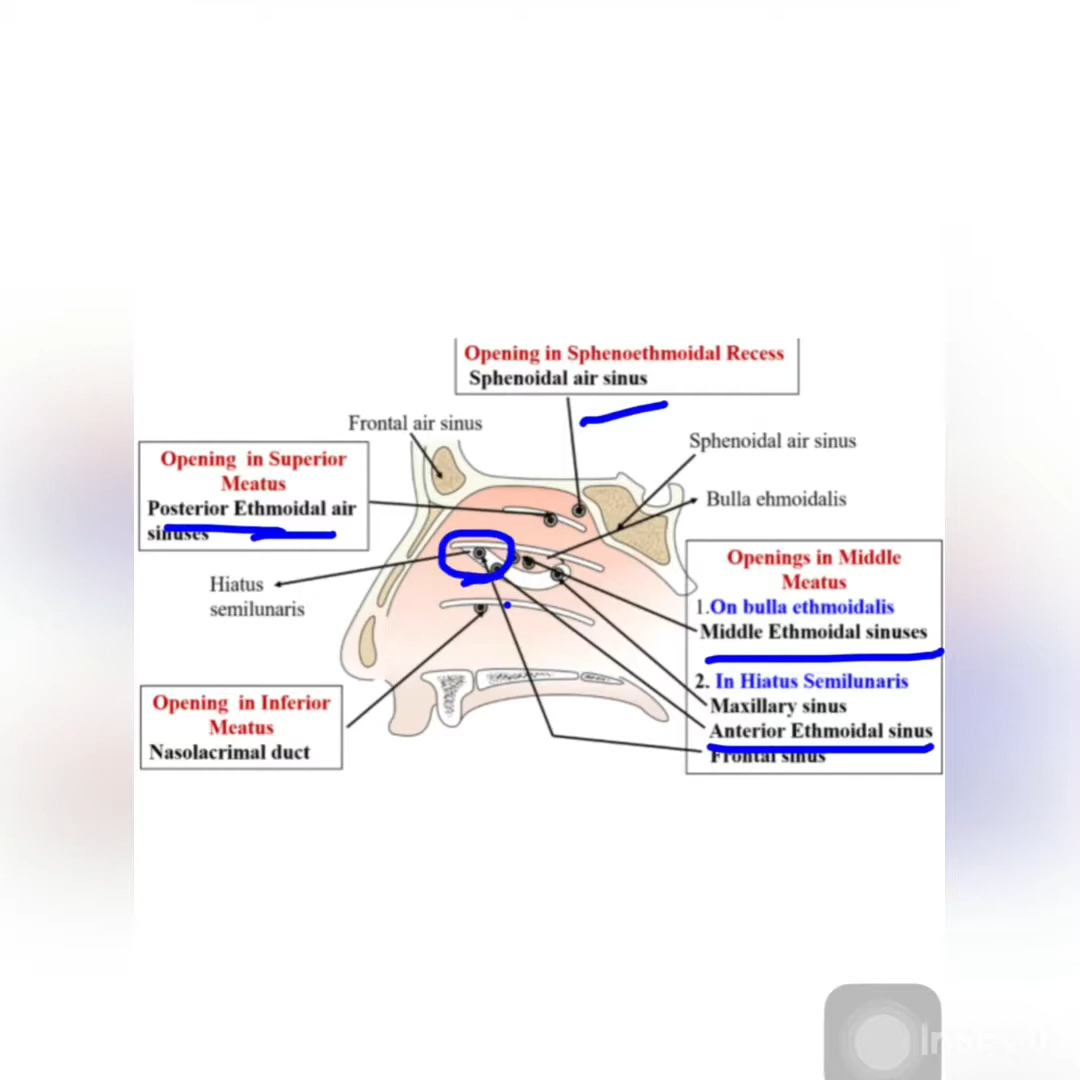 Opening in Sphenoethmoidal Recess
Sphenoidal air sinus
Frontal air sinus
Sphenoidal air sinus
Opening in Superior
Meatus
Posterior Ethmoidal air
sinuses
Bulla ehmoidalis
Hiatus
semilunaris
Openings in Middle
Meatus
1.On bulla ethmoidalis
Middle Ethmoidal sinuses
2. In Hiatus Semilunaris
Maxillary sinus
Anterior Ethmoidal sinus
Frontal sinus
Opening in Inferior
Meatus
Nasolacrimal duct